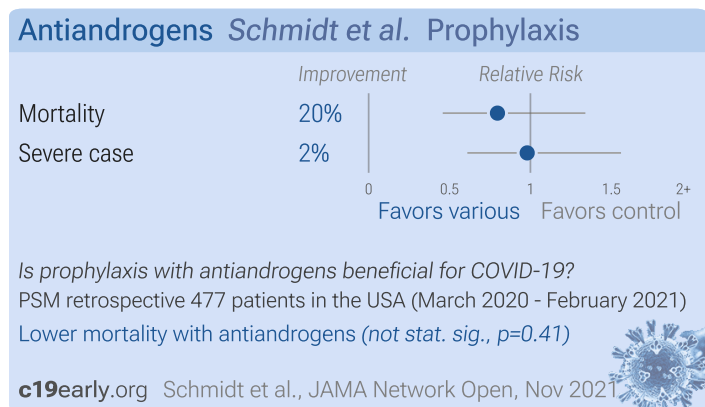 Antiandrogens Schmidt et al. Prophylaxis
Improvement Relative Risk
Mortality 20%
Severe case 2%
0 0.5 1 1.5 2+
Favors various Favors control
Is prophylaxis with antiandrogens beneficial for COVID-19?
PSM retrospective 477 patients in the USA (March 2020 - February 2021)
Lower mortality with antiandrogens (not stat. sig., p=0.41)
c19early.org Schmidt et al., JAMA Network Open, Nov 2021